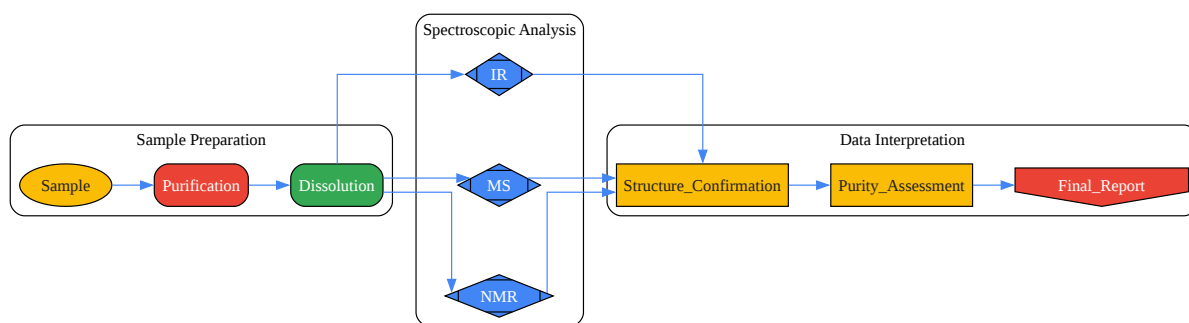 Spectroscopic Analysis
IR
Sample Preparation
Sample
Purification
Dissolution
MS
NMR
Data Interpretation
Structure_Confirmation
Purity_Assessment
Final_Report